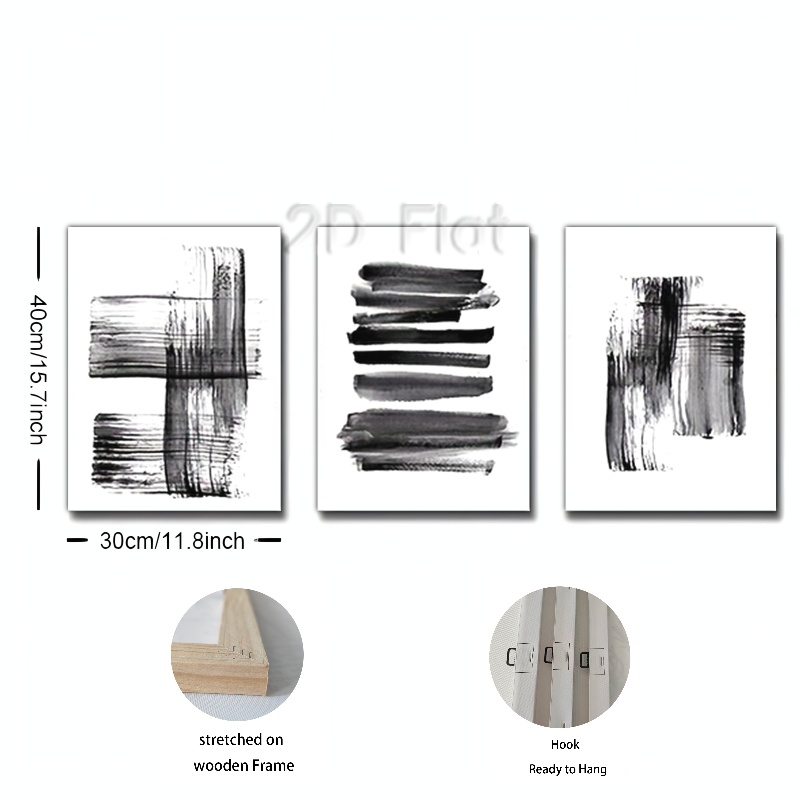 2D Flat
40cm/15.7inch
30cm/11.8inch
stretched on
wooden Frame
Hook
Ready to Hang